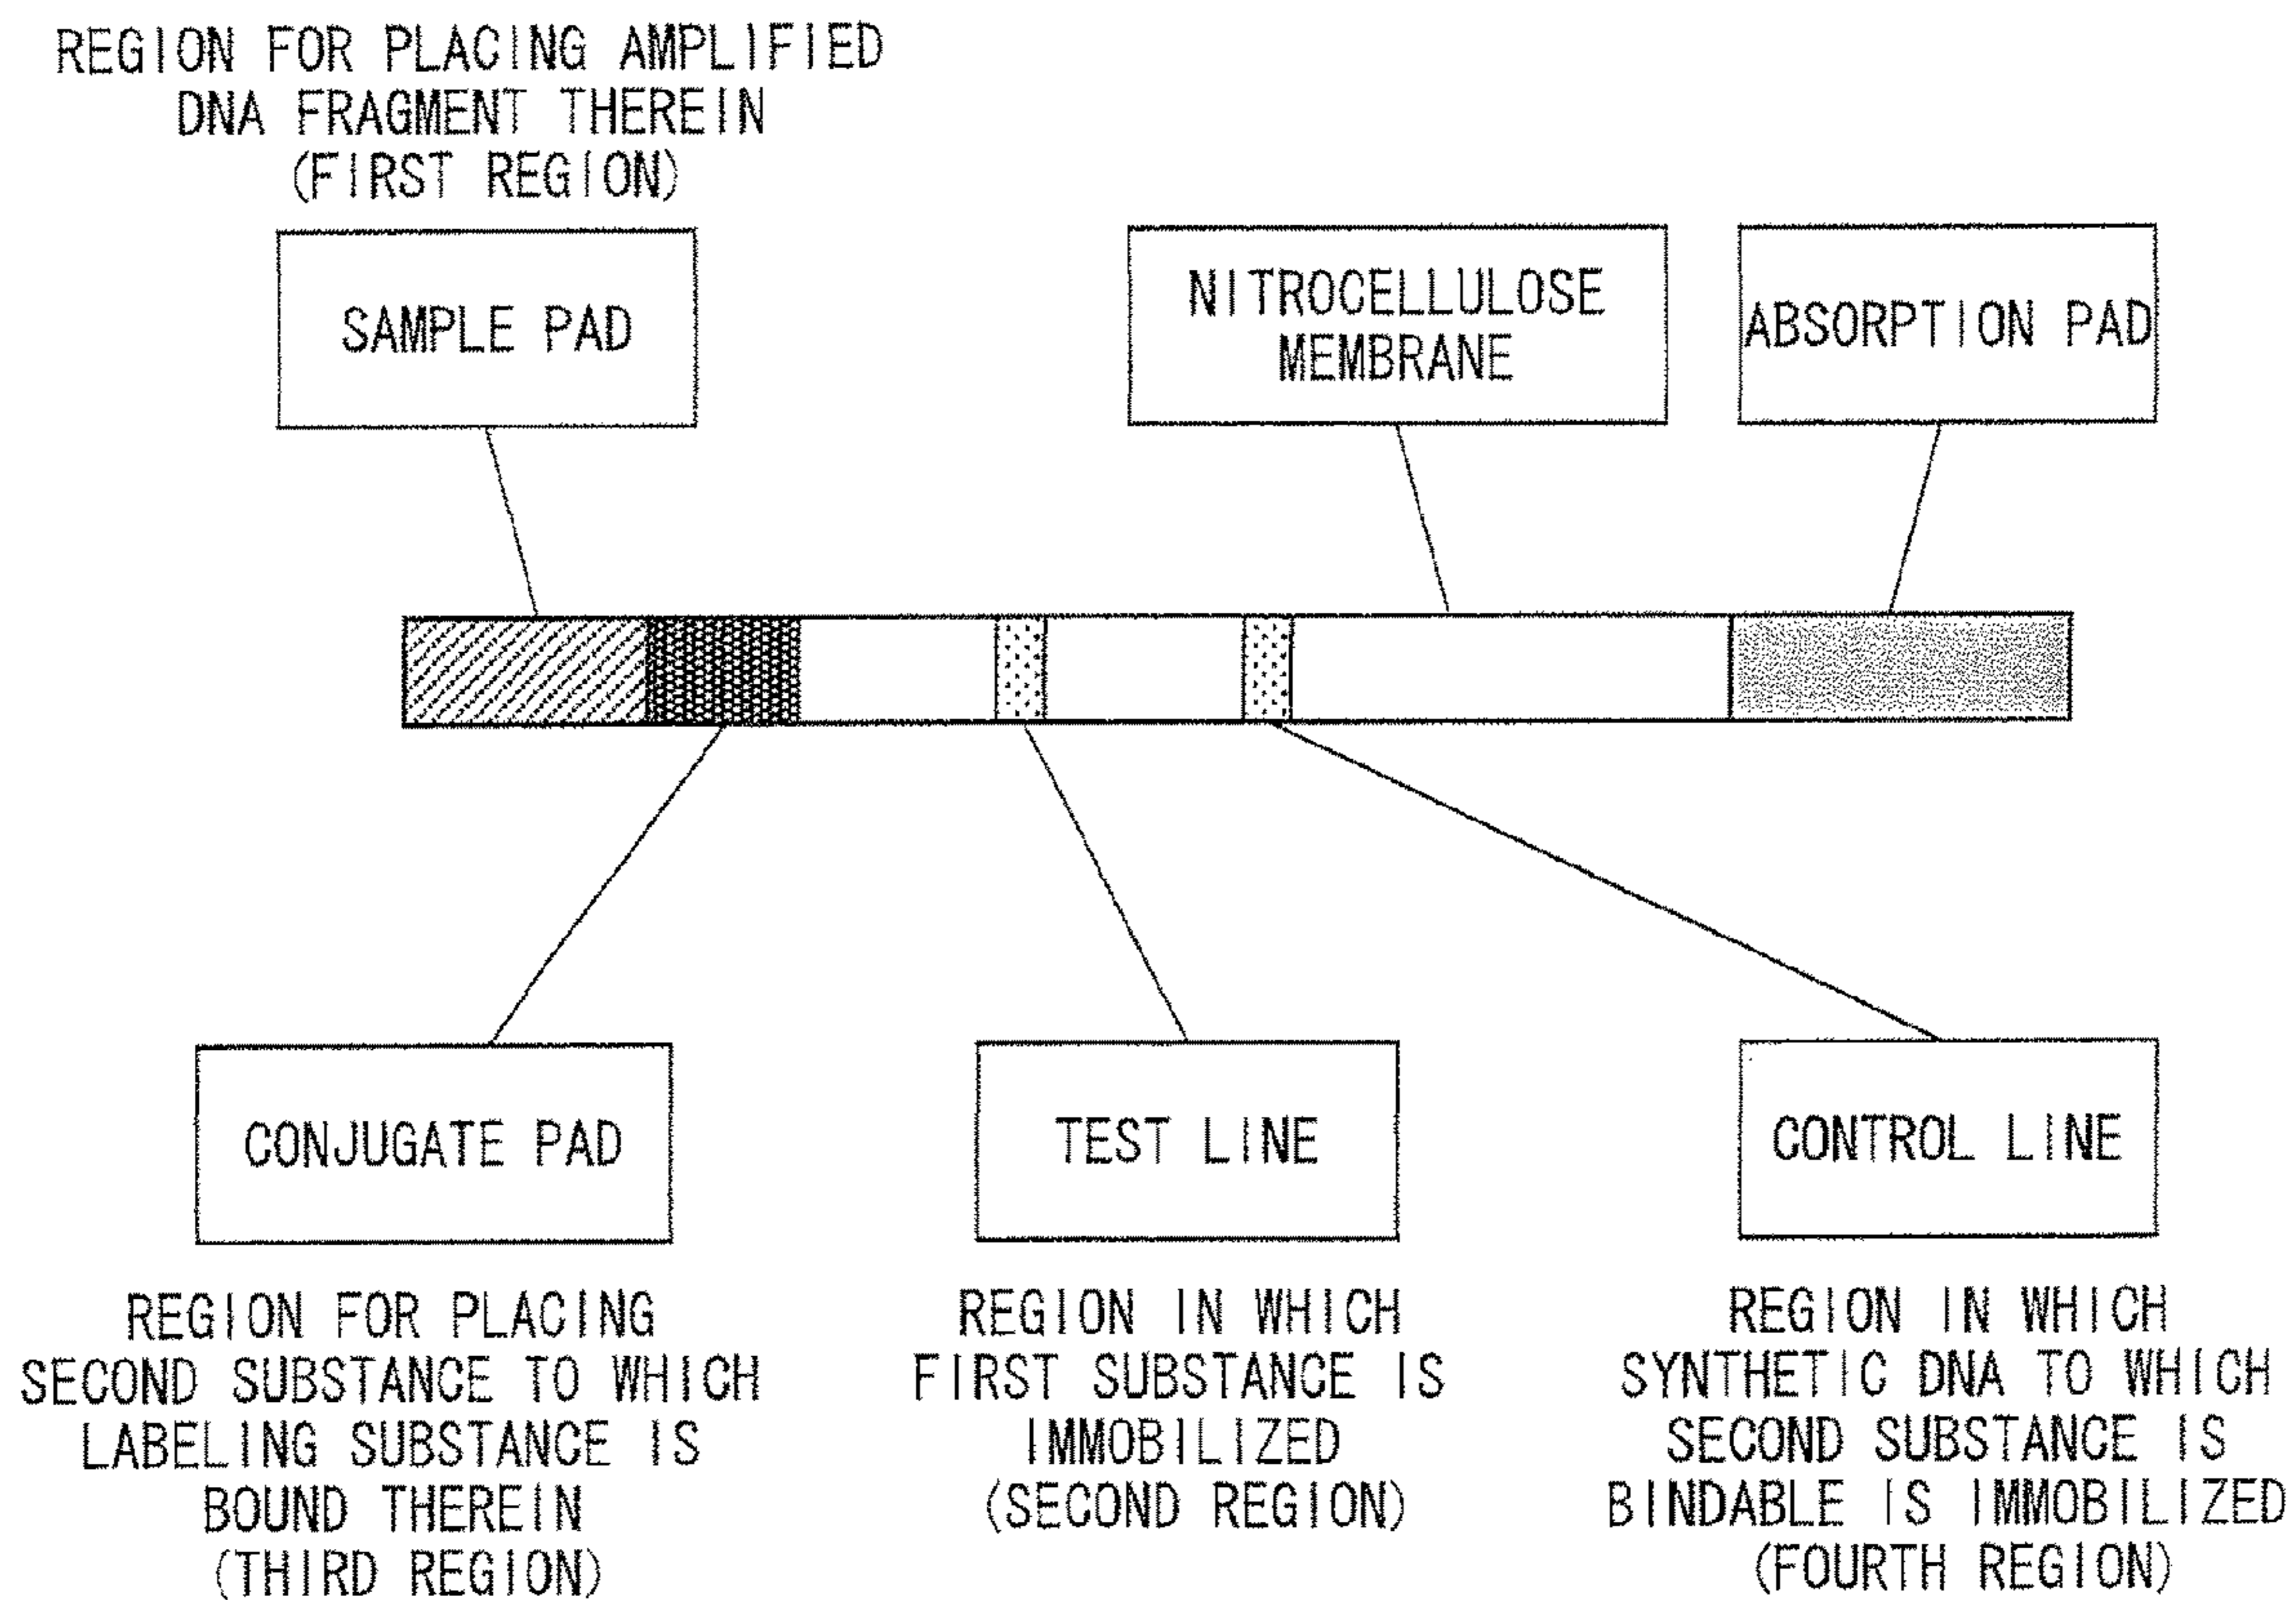 REGION FOR PLACING AMPLIFIED
DNA FRAGMENT THEREIN
(FIRST REGION)
SAMPLE PAD
NITROCELLULOSE
MEMBRANE
ABSORPTION PAD
CONJUGATE PAD
TEST LINE
CONTROL LINE
REGION FOR PLACING
SECOND SUBSTANCE TO WHICH
LABELING SUBSTANCE IS
BOUND THEREIN
(THIRD REGION)
REGION IN WHICH
FIRST SUBSTANCE IS
IMMOBILIZED
(SECOND REGION)
REGION IN WHICH
SYNTHETIC DNA TO WHICH
SECOND SUBSTANCE IS
BINDABLE IS IMMOBILIZED
(FOURTH REGION)